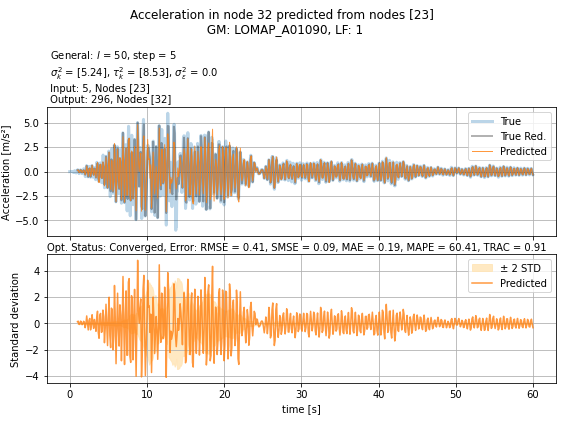 Acceleration in node 32 predicted from nodes [23]
GM: LOMAP_A01090, LF: 1
General: l = 50, step = 5
σ²ₖ = [5.24], τ²ₖ = [8.53], σ²ε = 0.0
Input: 5, Nodes [23]
Output: 296, Nodes [32]
Acceleration [m/s²]
5.0
2.5
0.0
−2.5
−5.0
True
True Red.
Predicted
Opt. Status: Converged, Error: RMSE = 0.41, SMSE = 0.09, MAE = 0.19, MAPE = 60.41, TRAC = 0.91
Standard deviation
4
2
0
−2
−4
± 2 STD
Predicted
0 10 20 30 40 50 60
time [s]